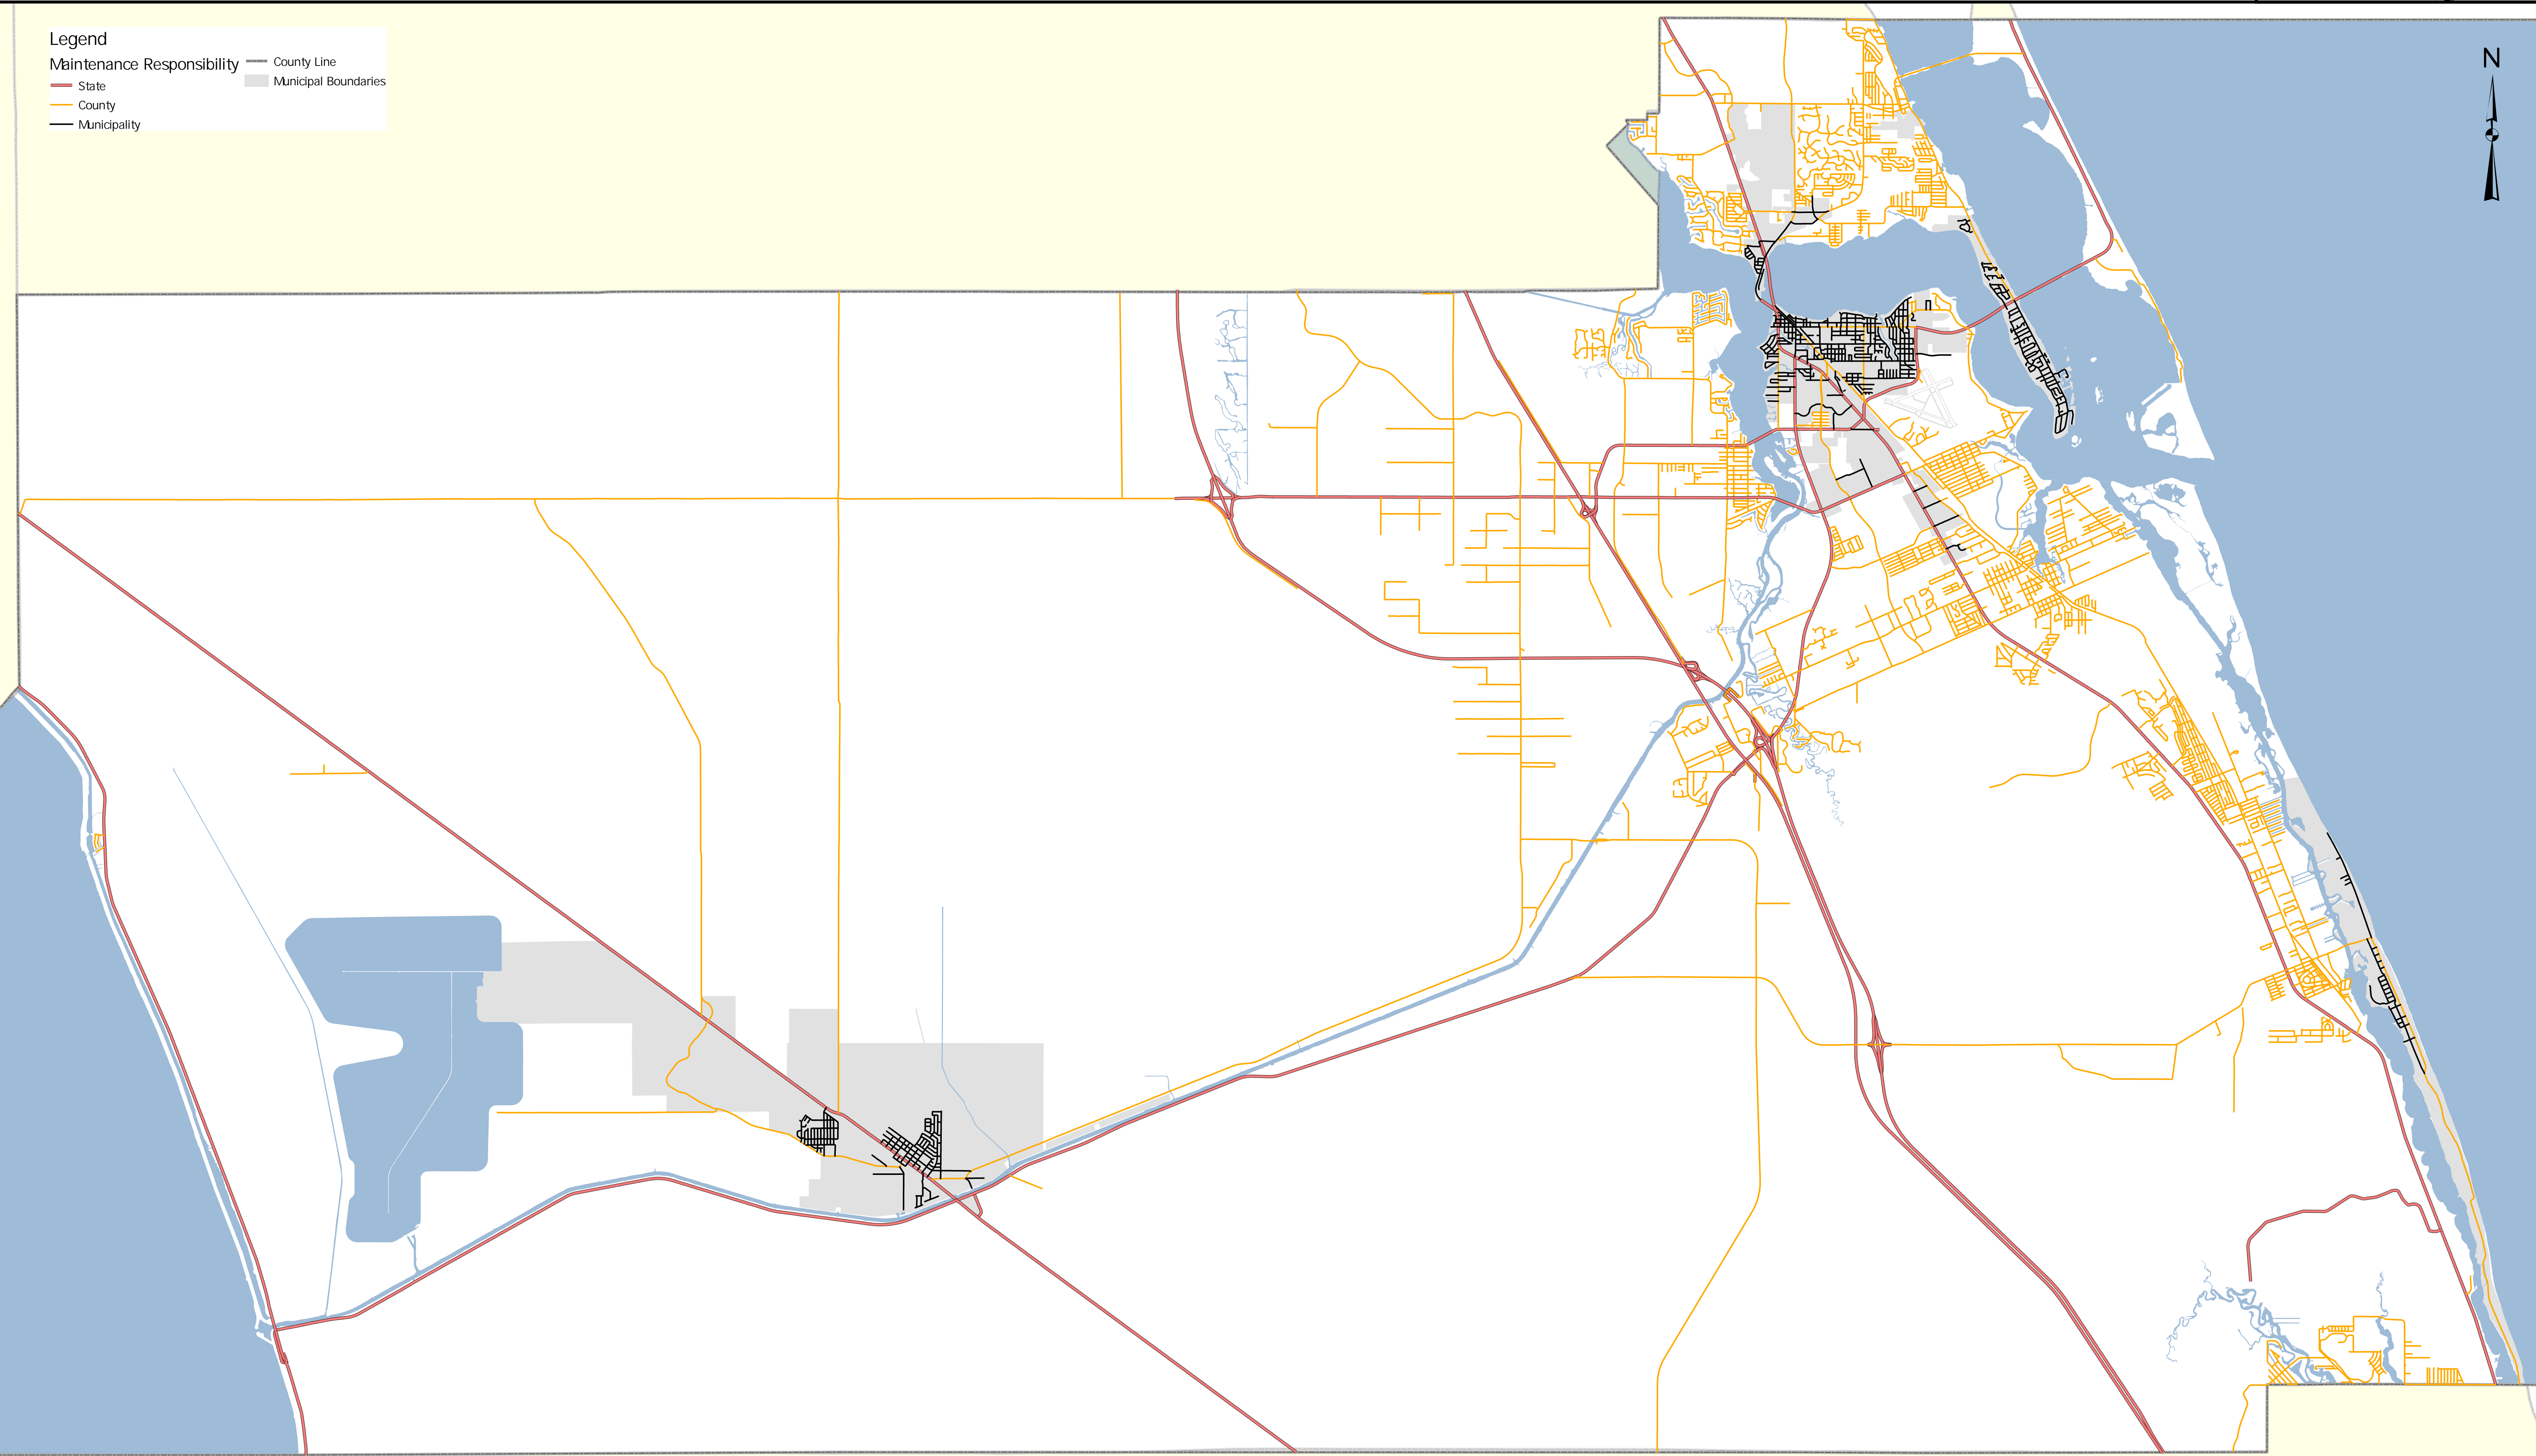 Legend
Maintenance Responsibility
State
County
Municipality
County Line
Municipal Boundaries
N